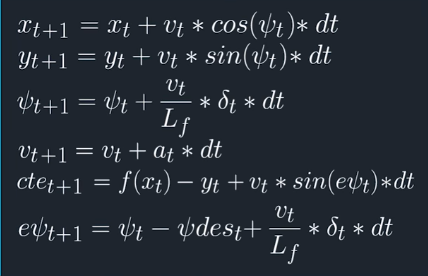 x_{t+1} = x_t + v_t * cos(ψ_t) * dt
y_{t+1} = y_t + v_t * sin(ψ_t) * dt
ψ_{t+1} = ψ_t + \frac{v_t}{L_f} * δ_t * dt
v_{t+1} = v_t + a_t * dt
cte_{t+1} = f(x_t) − y_t + v_t * sin(eψ_t) * dt
eψ_{t+1} = ψ_t − ψdes_t + \frac{v_t}{L_f} * δ_t * dt